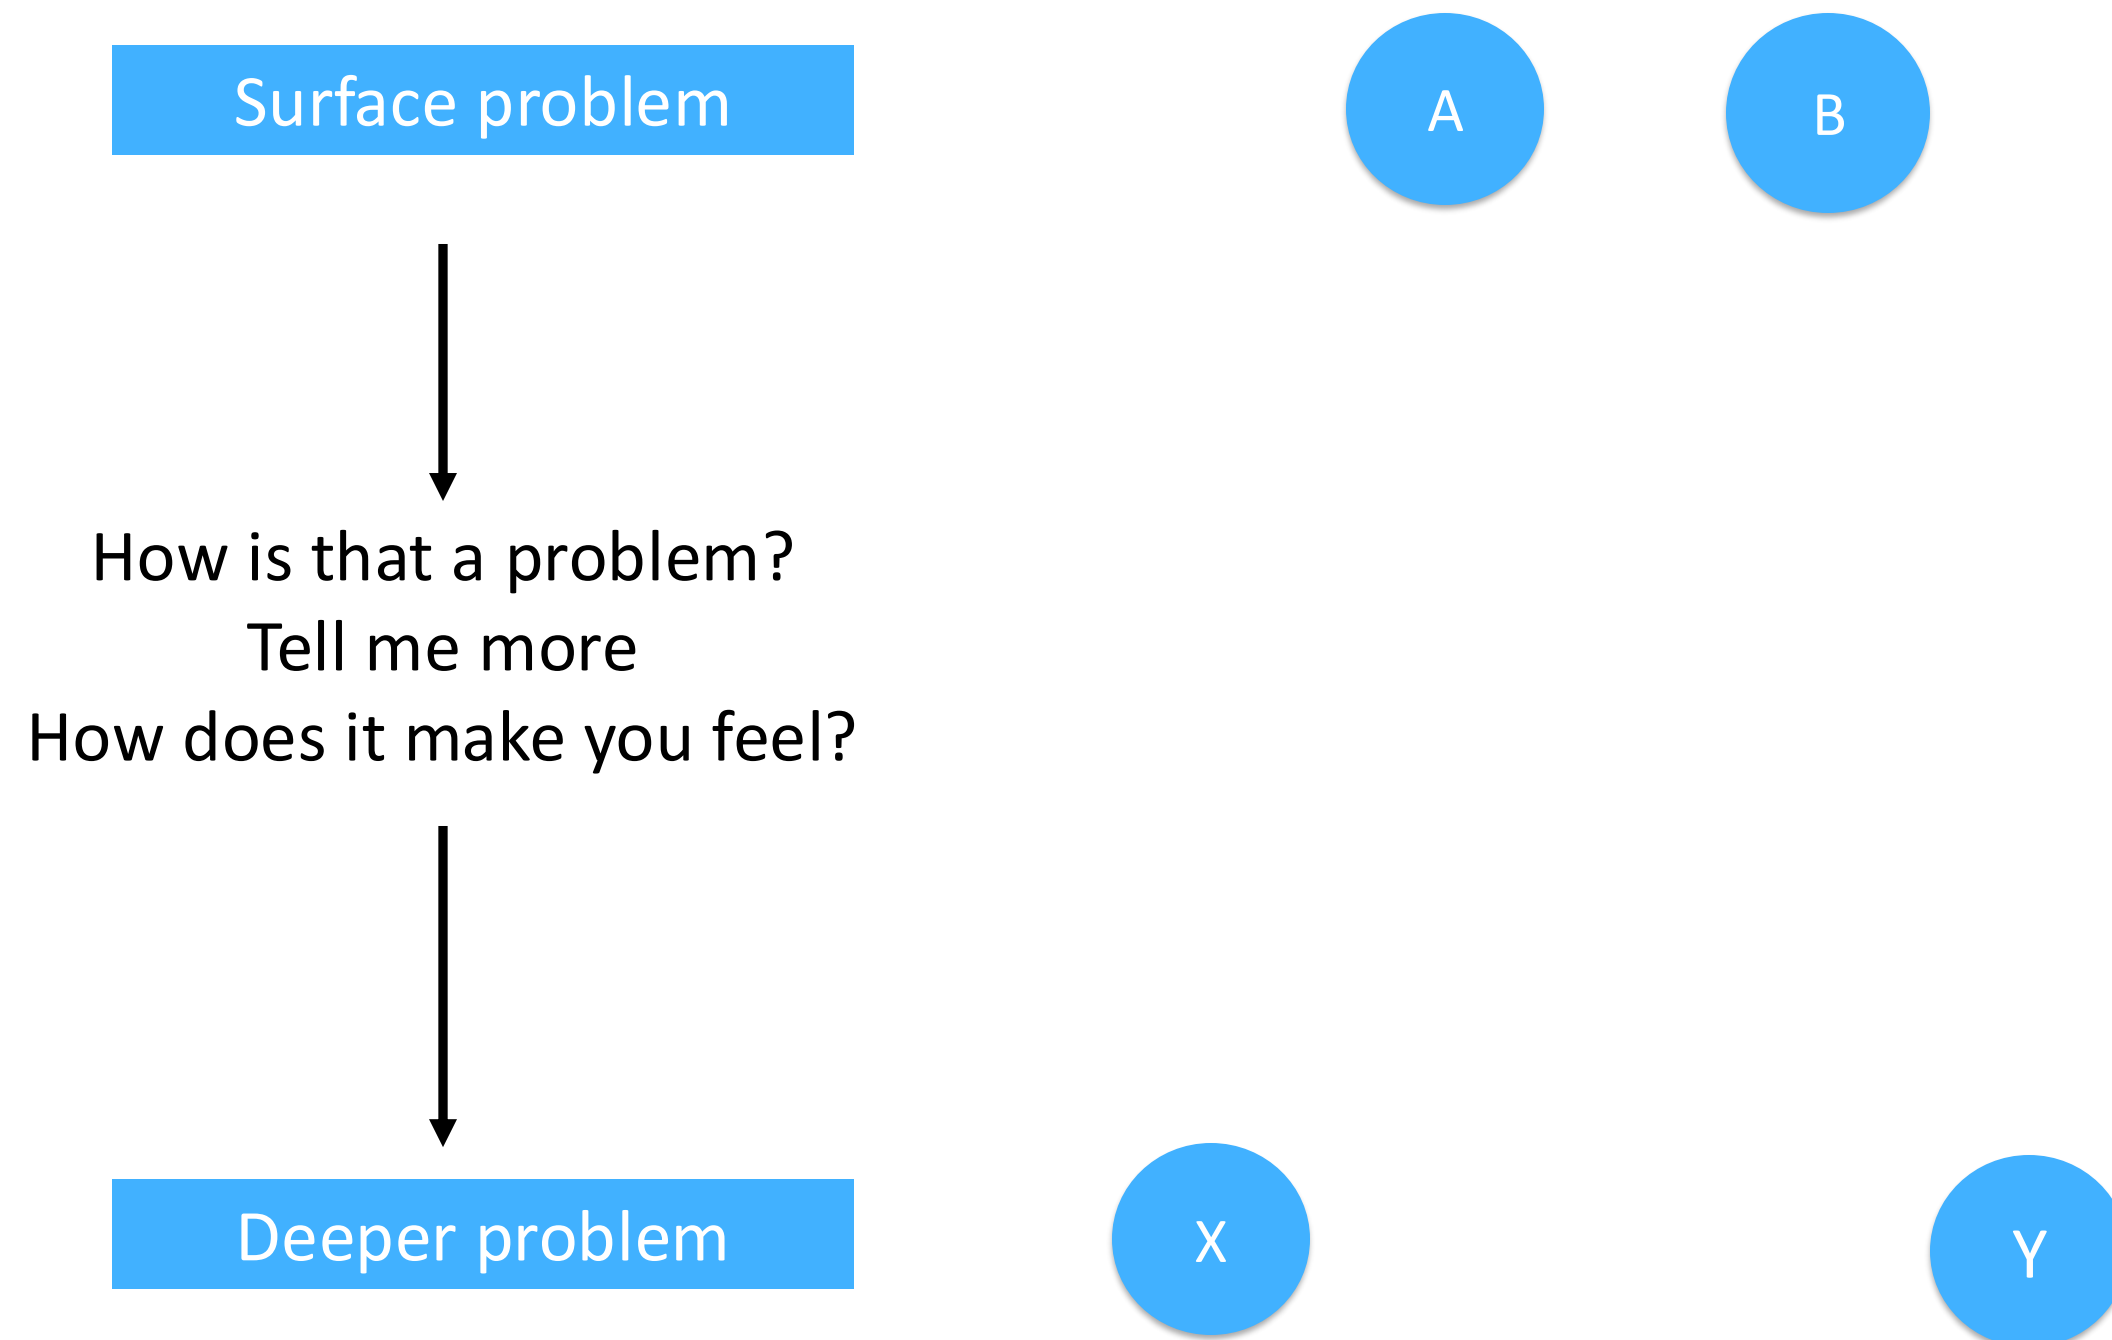 Surface problem
A
B
How is that a problem?
Tell me more
How does it make you feel?
Deeper problem
X
Y